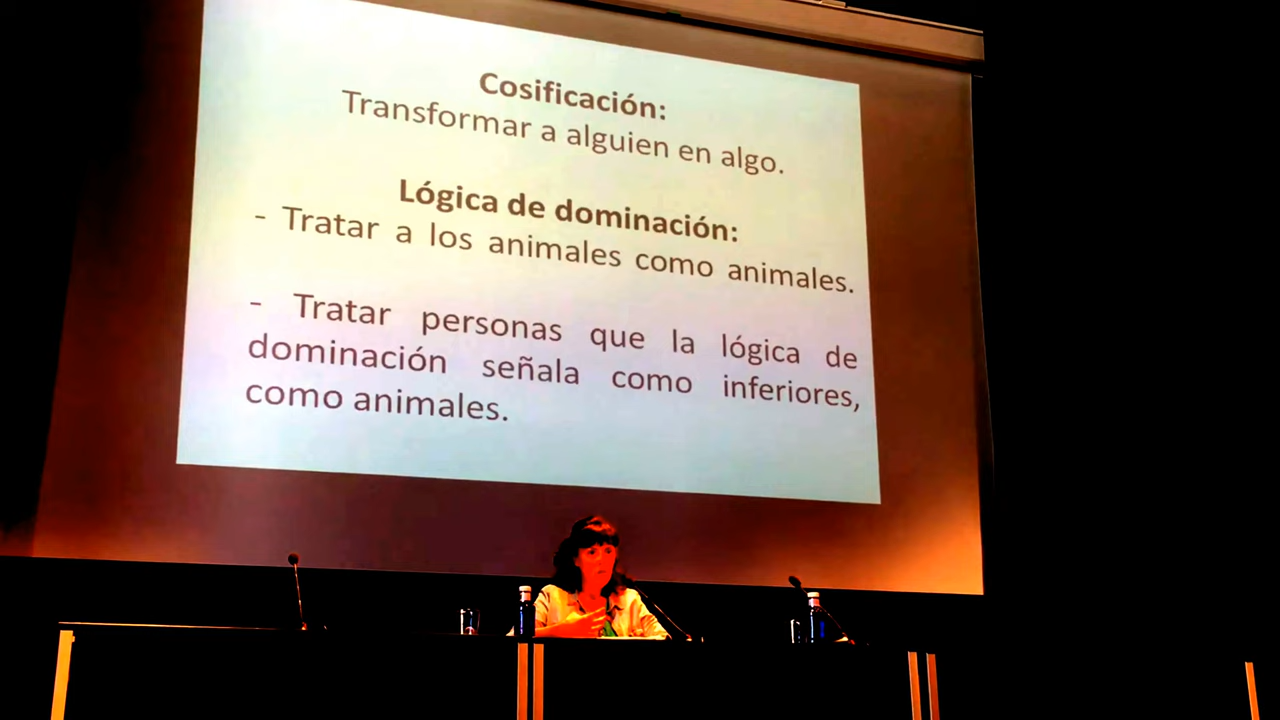 Cosificación:
Transformar a alguien en algo.
Lógica de dominación:
- Tratar a los animales como animales.
- Tratar personas que la lógica de
dominación señala como inferiores,
como animales.